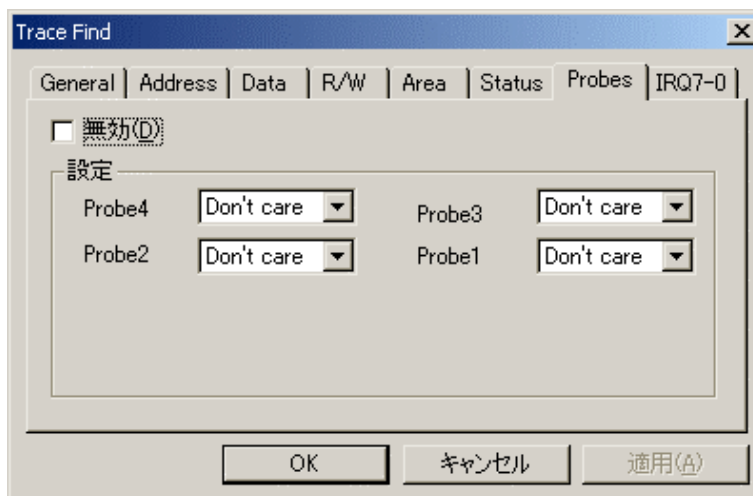 Trace Find
General Address Data R/W Area Status Probes IRQ7-0
無効(D)
設定
Probe4 Don't care Probe3 Don't care
Probe2 Don't care Probe1 Don't care
OK キャンセル 適用(A)